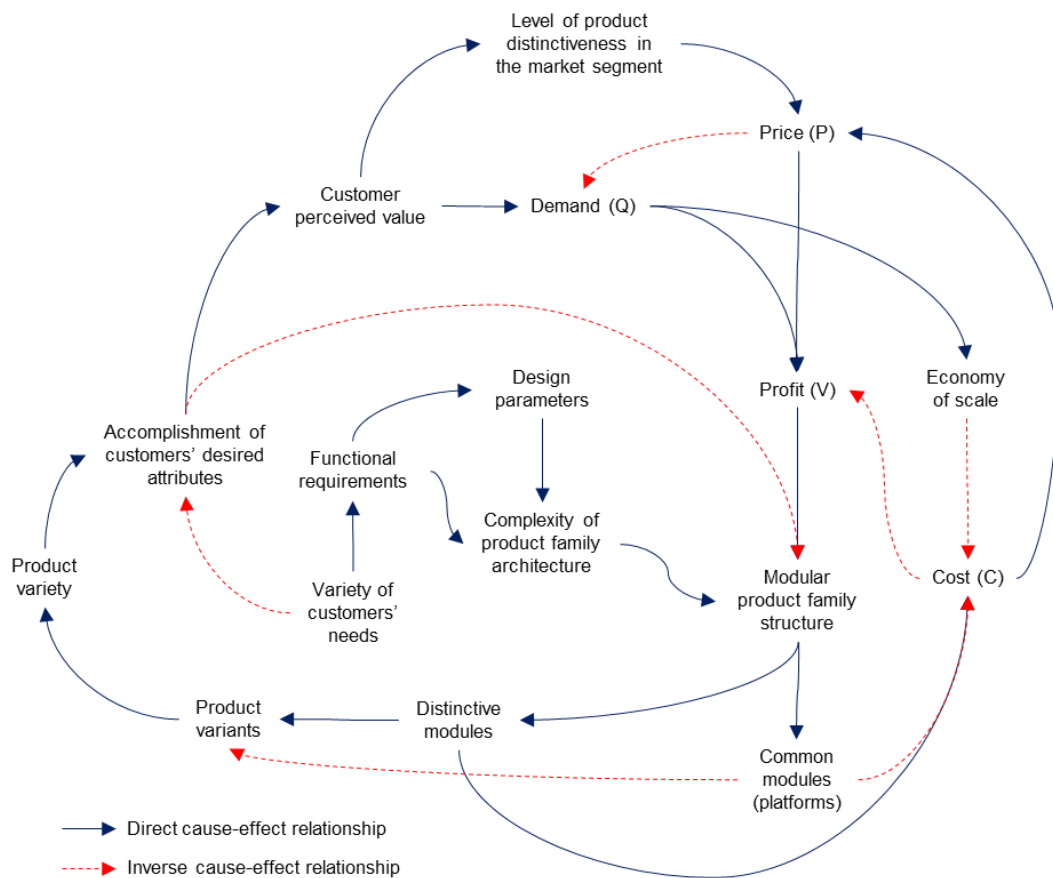 Level of product
distinctiveness in
the market segment
Price (P)
Customer
perceived value
Demand (Q)
Design
parameters
Profit (V)
Economy
of scale
Accomplishment of
customers’ desired
attributes
Functional
requirements
Complexity of
product family
architecture
Product
variety
Variety of
customers’
needs
Modular
product family
structure
Cost (C)
Product
variants
Distinctive
modules
Common
modules
(platforms)
Direct cause-effect relationship
Inverse cause-effect relationship